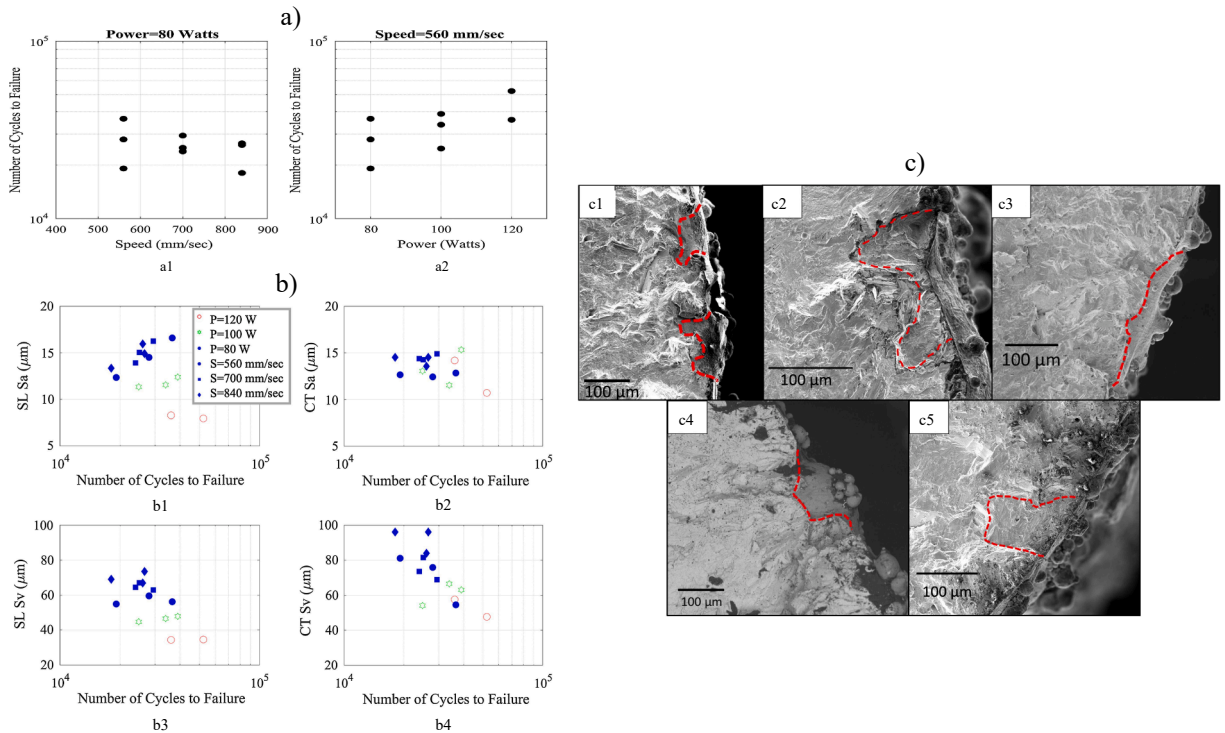 a)
Power=80 Watts
Number of Cycles to Failure
10^5
10^4
400 500 600 700 800 900
Speed (mm/sec)
a1
Speed=560 mm/sec
Number of Cycles to Failure
10^5
10^4
80 100 120
Power (Watts)
a2
b)
SL Sa (μm)
20
15
10
5
10^4 10^5
Number of Cycles to Failure
b1
P=120 W
P=100 W
P=80 W
S=560 mm/sec
S=700 mm/sec
S=840 mm/sec
CT Sa (μm)
20
15
10
5
10^4 10^5
Number of Cycles to Failure
b2
SL Sv (μm)
100
80
60
40
20
10^4 10^5
Number of Cycles to Failure
b3
CT Sv (μm)
100
80
60
40
20
10^4 10^5
Number of Cycles to Failure
b4
c)
c1
100 μm
c2
100 μm
c3
100 μm
c4
100 μm
c5
100 μm